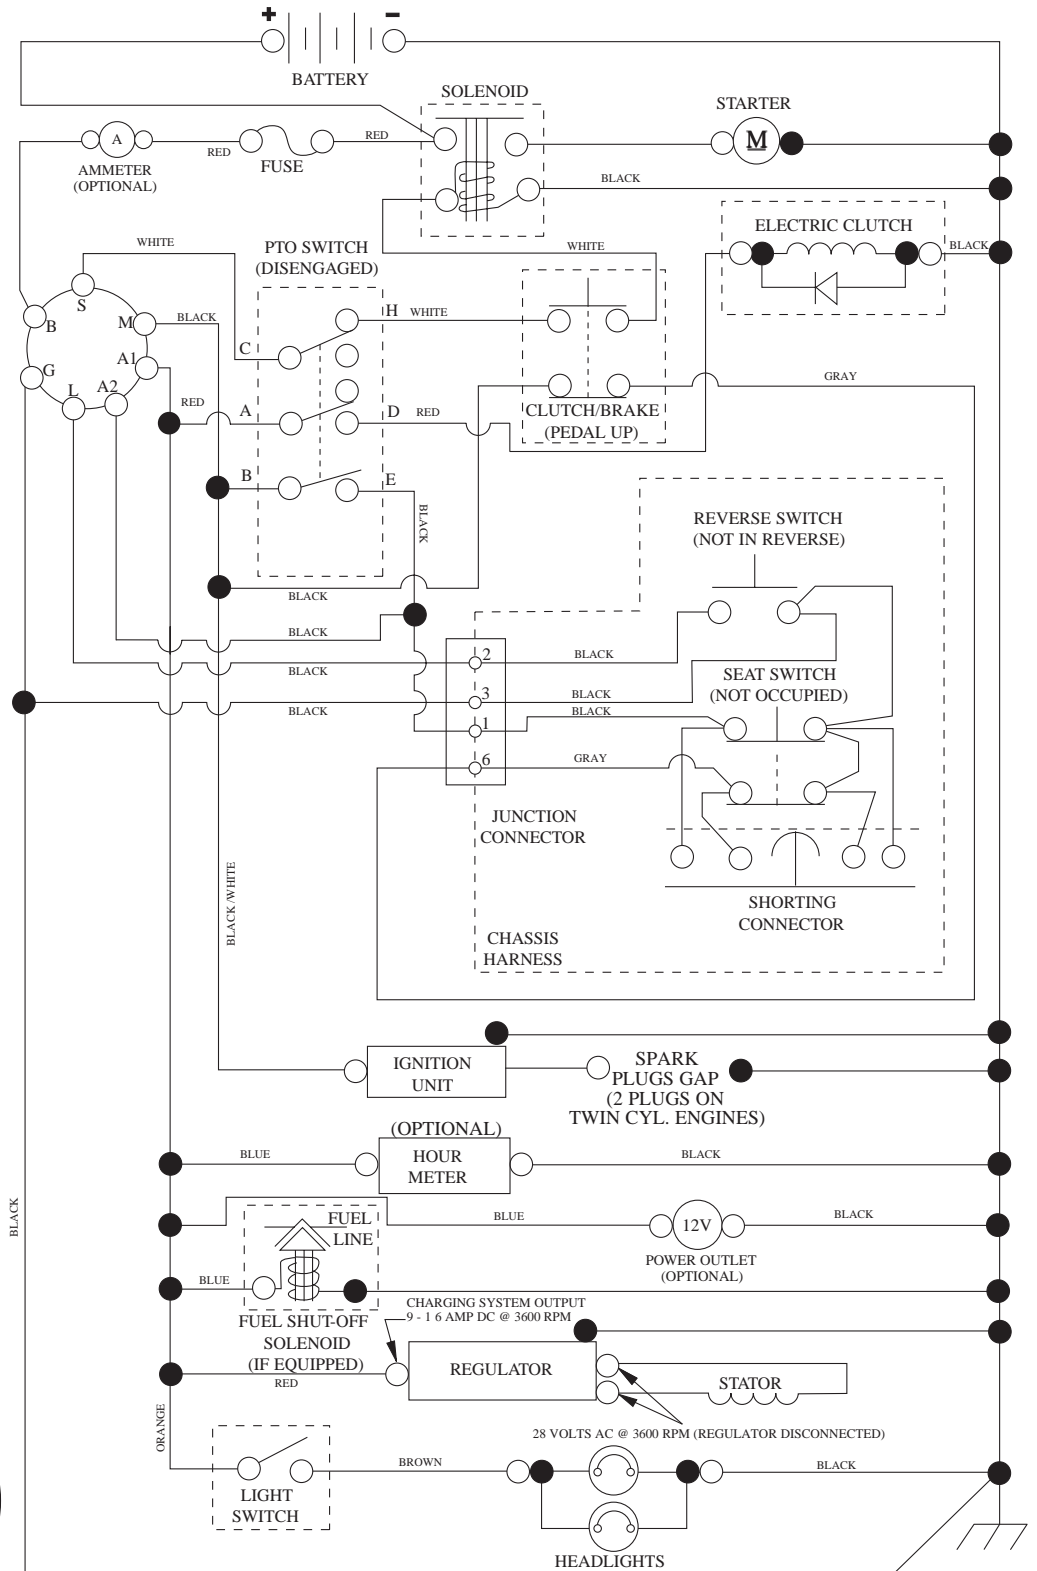 + −
BATTERY
SOLENOID
STARTER
M
A
RED
FUSE
RED
AMMETER
(OPTIONAL)
BLACK
ELECTRIC CLUTCH
BLACK
WHITE
PTO SWITCH
(DISENGAGED)
WHITE
S
B
M
BLACK
H
WHITE
G
A1
C
L
A2
RED
A
D
RED
GRAY
CLUTCH/BRAKE
(PEDAL UP)
B
E
BLACK
REVERSE SWITCH
(NOT IN REVERSE)
BLACK
BLACK
BLACK
2
BLACK
SEAT SWITCH
(NOT OCCUPIED)
3
BLACK
BLACK
BLACK
1
6
GRAY
JUNCTION
CONNECTOR
BLACK /WHITE
SHORTING
CONNECTOR
CHASSIS
HARNESS
IGNITION
UNIT
SPARK
PLUGS GAP
(2 PLUGS ON
TWIN CYL. ENGINES)
(OPTIONAL)
HOUR
METER
BLUE
BLACK
BLACK
FUEL
LINE
BLUE
12V
BLACK
POWER OUTLET
(OPTIONAL)
BLUE
FUEL SHUT-OFF
SOLENOID
(IF EQUIPPED)
CHARGING SYSTEM OUTPUT
9 - 1 6 AMP DC @ 3600 RPM
RED
REGULATOR
STATOR
28 VOLTS AC @ 3600 RPM (REGULATOR DISCONNECTED)
ORANGE
LIGHT
SWITCH
BROWN
BLACK
HEADLIGHTS